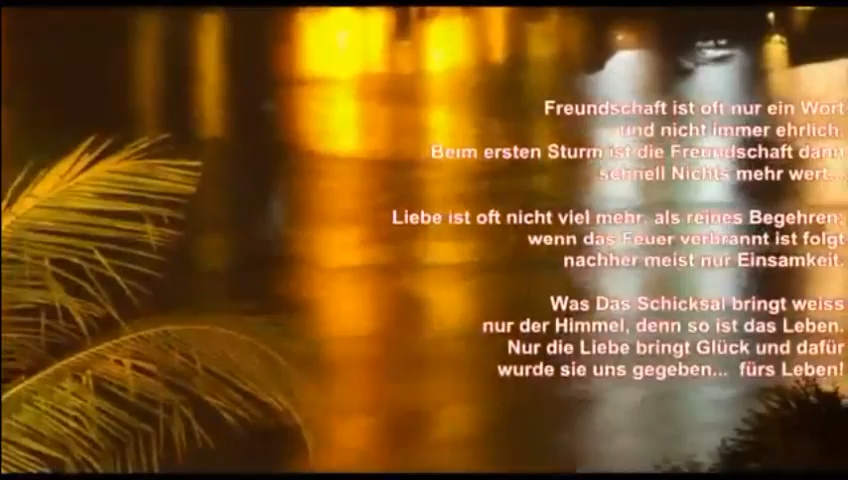 Freundschaft ist oft nur ein Wort
und nicht immer ehrlich.
Beim ersten Sturm ist die Freundschaft dann
schnell Nichts mehr wert...
Liebe ist oft nicht viel mehr, als reines Begehren;
wenn das Feuer verbrannt ist folgt
nachher meist nur Einsamkeit.
Was Das Schicksal bringt weiss
nur der Himmel, denn so ist das Leben.
Nur die Liebe bringt Glück und dafür
wurde sie uns gegeben... fürs Leben!